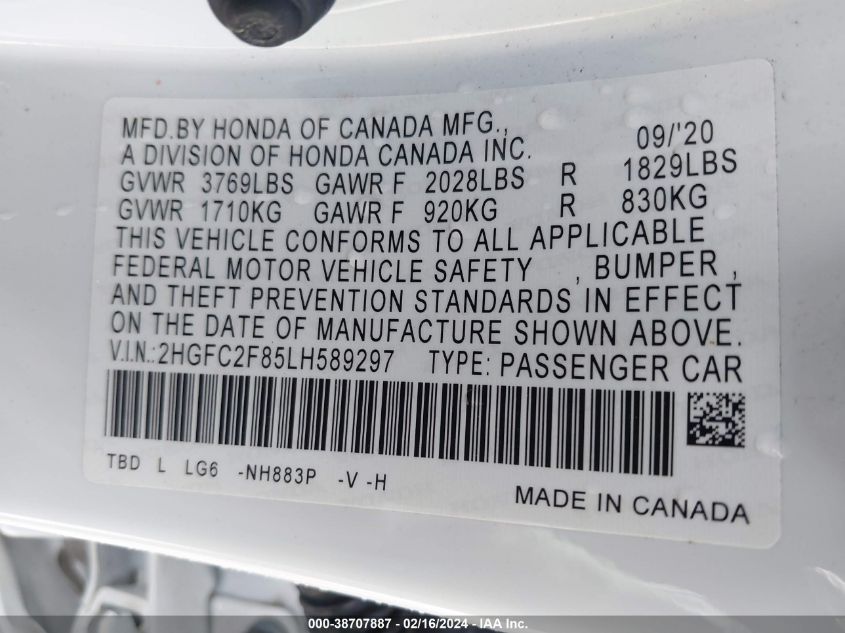 MFD.BY HONDA OF CANADA MFG., 09/'20
A DIVISION OF HONDA CANADA INC.
GVWR 3769LBS GAWR F 2028LBS R 1829LBS
GVWR 1710KG GAWR F 920KG R 830KG
THIS VEHICLE CONFORMS TO ALL APPLICABLE
FEDERAL MOTOR VEHICLE SAFETY , BUMPER ,
AND THEFT PREVENTION STANDARDS IN EFFECT
ON THE DATE OF MANUFACTURE SHOWN ABOVE.
V.I.N.:2HGFC2F85LH589297 TYPE: PASSENGER CAR
TBD L LG6 -NH883P -V -H
MADE IN CANADA
000-38707887 - 02/16/2024 - IAA Inc.